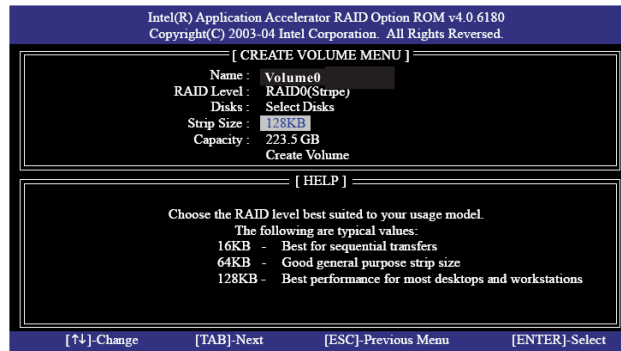 Intel(R) Application Accelerator RAID Option ROM v4.0.6180
Copyright(C) 2003-04 Intel Corporation. All Rights Reversed.
[ CREATE VOLUME MENU ]
Name : Volume0
RAID Level : RAID0(Stripe)
Disks : Select Disks
Strip Size : 128KB
Capacity : 223.5 GB
Create Volume
[ HELP ]
Choose the RAID level best suited to your usage model.
The following are typical values:
16KB - Best for sequential transfers
64KB - Good general purpose strip size
128KB - Best performance for most desktops and workstations
[↑↓]-Change [TAB]-Next [ESC]-Previous Menu [ENTER]-Select